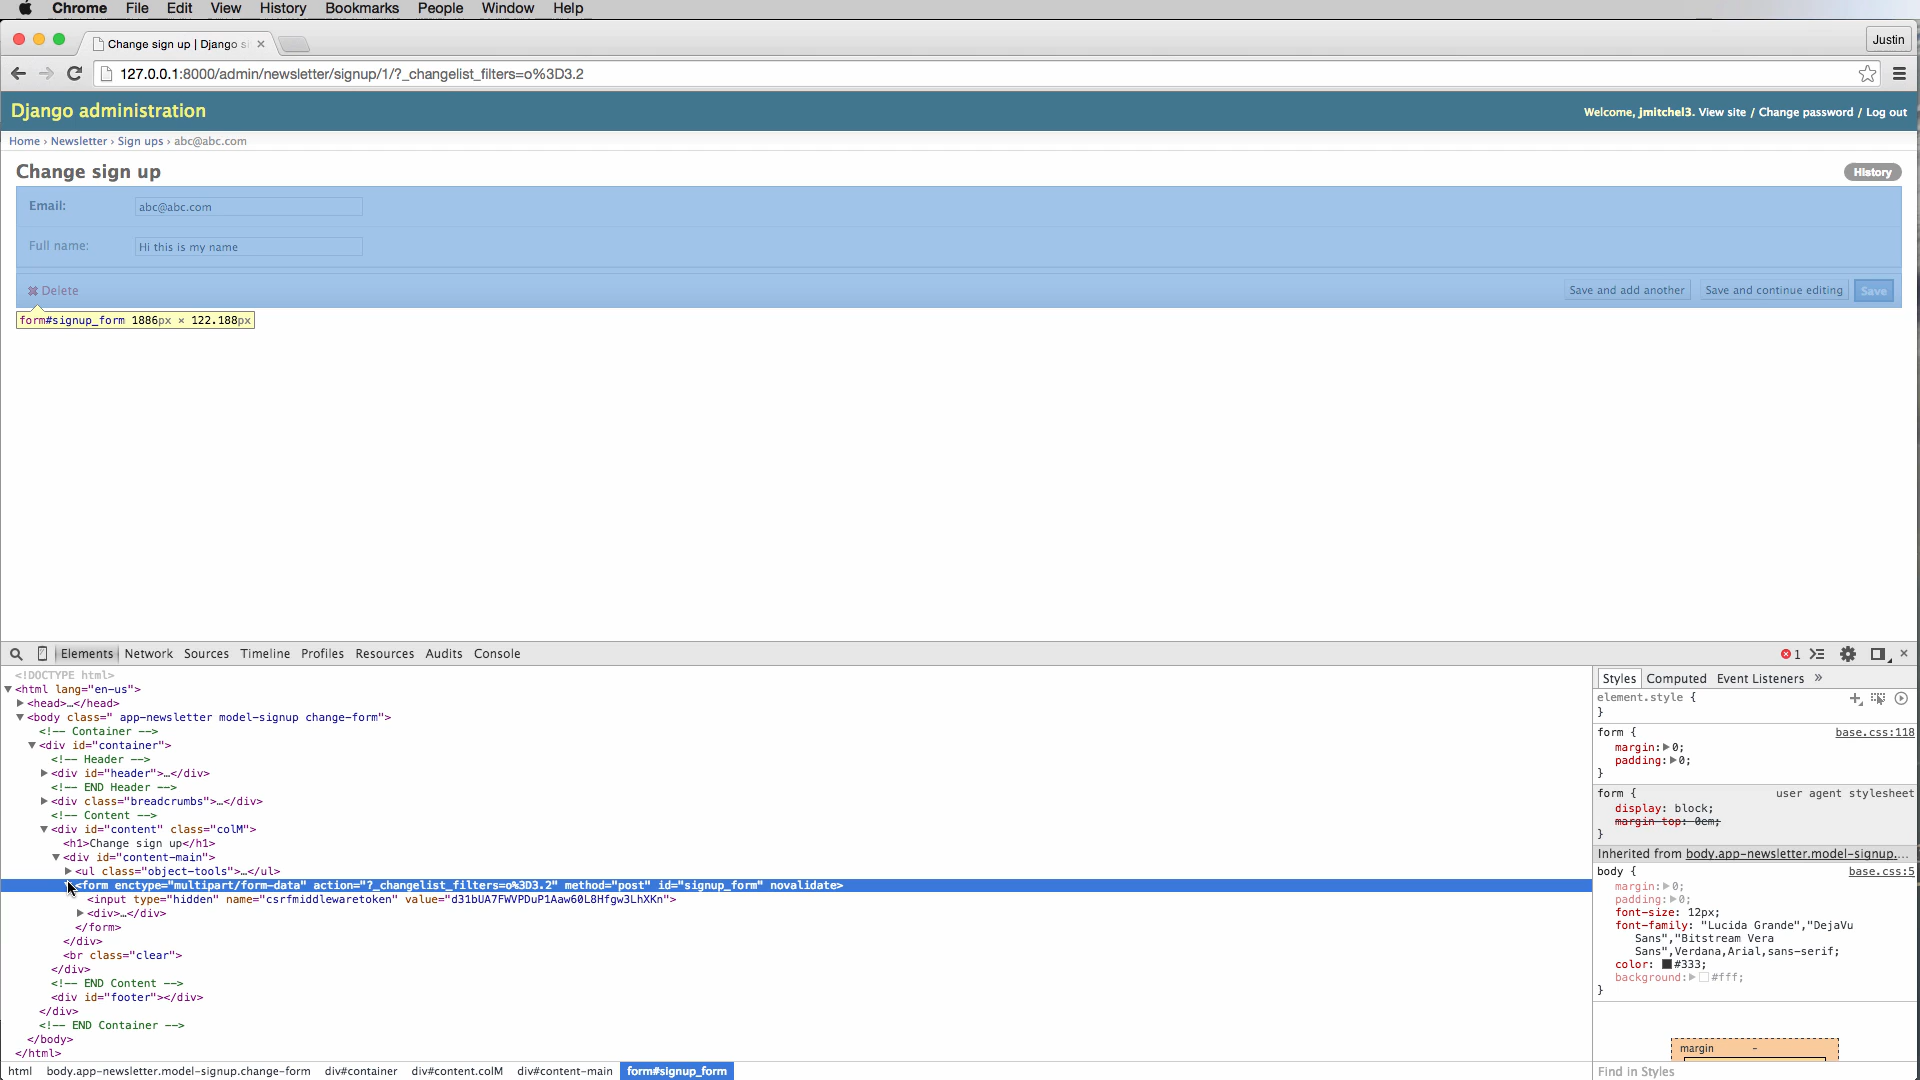 Chrome File Edit View History Bookmarks People Window Help
Change sign up | Django s
Justin
127.0.0.1:8000/admin/newsletter/signup/1/?_changelist_filters=o%3D3.2
Django administration
Welcome, jmitchel3. View site / Change password / Log out
Home › Newsletter › Sign ups › abc@abc.com
Change sign up
History
Email: abc@abc.com
Full name: Hi this is my name
Delete
Save and add another Save and continue editing Save
form#signup_form 1886px × 122.188px
Elements Network Sources Timeline Profiles Resources Audits Console
1
<!DOCTYPE html>
<html lang="en-us">
<head>…</head>
<body class=" app-newsletter model-signup change-form">
<!-- Container -->
<div id="container">
<!-- Header -->
<div id="header">…</div>
<!-- END Header -->
<div class="breadcrumbs">…</div>
<!-- Content -->
<div id="content" class="colM">
<h1>Change sign up</h1>
<div id="content-main">
<ul class="object-tools">…</ul>
<form enctype="multipart/form-data" action="?_changelist_filters=o%3D3.2" method="post" id="signup_form" novalidate>
<input type="hidden" name="csrfmiddlewaretoken" value="d31bUA7FWVPDuP1Aaw60L8Hfgw3LhXKn">
<div>…</div>
</form>
</div>
<br class="clear">
</div>
<!-- END Content -->
<div id="footer"></div>
</div>
<!-- END Container -->
</body>
</html>
html body.app-newsletter.model-signup.change-form div#container div#content.colM div#content-main form#signup_form
Styles Computed Event Listeners »
element.style {
}
form { base.css:118
margin: 0;
padding: 0;
}
form { user agent stylesheet
display: block;
margin-top: 0em;
}
Inherited from body.app-newsletter.model-signup.…
body { base.css:5
margin: 0;
padding: 0;
font-size: 12px;
font-family: "Lucida Grande","DejaVu
Sans","Bitstream Vera
Sans",Verdana,Arial,sans-serif;
color: #333;
background: #fff;
}
margin -
Find in Styles